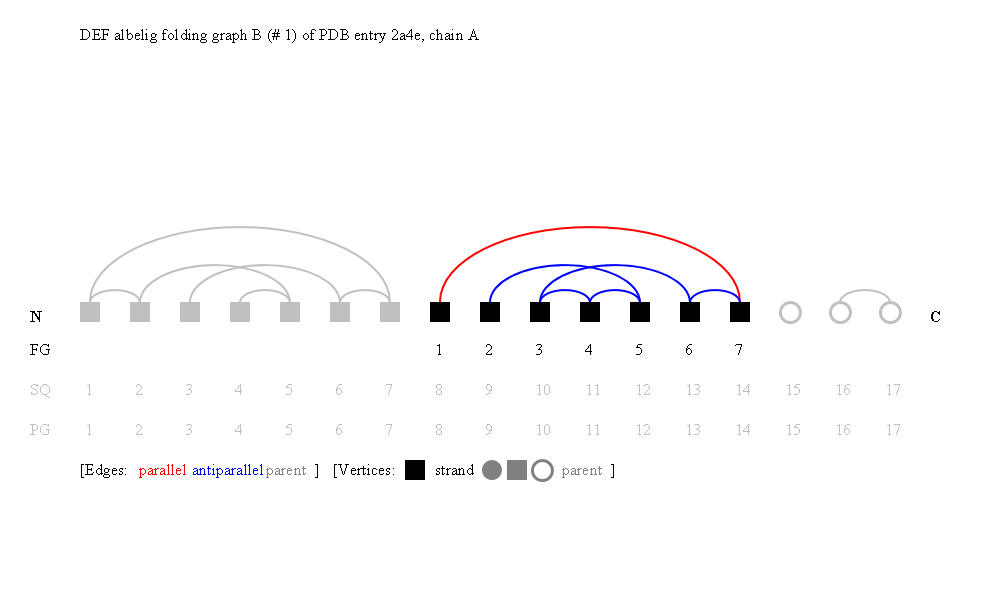 DEF albelig folding graph B (# 1) of PDB entry 2a4e, chain A
N C
FG 1 2 3 4 5 6 7
SQ 1 2 3 4 5 6 7 8 9 10 11 12 13 14 15 16 17
PG 1 2 3 4 5 6 7 8 9 10 11 12 13 14 15 16 17
[Edges: parallel antiparallel parent ] [Vertices: strand parent ]